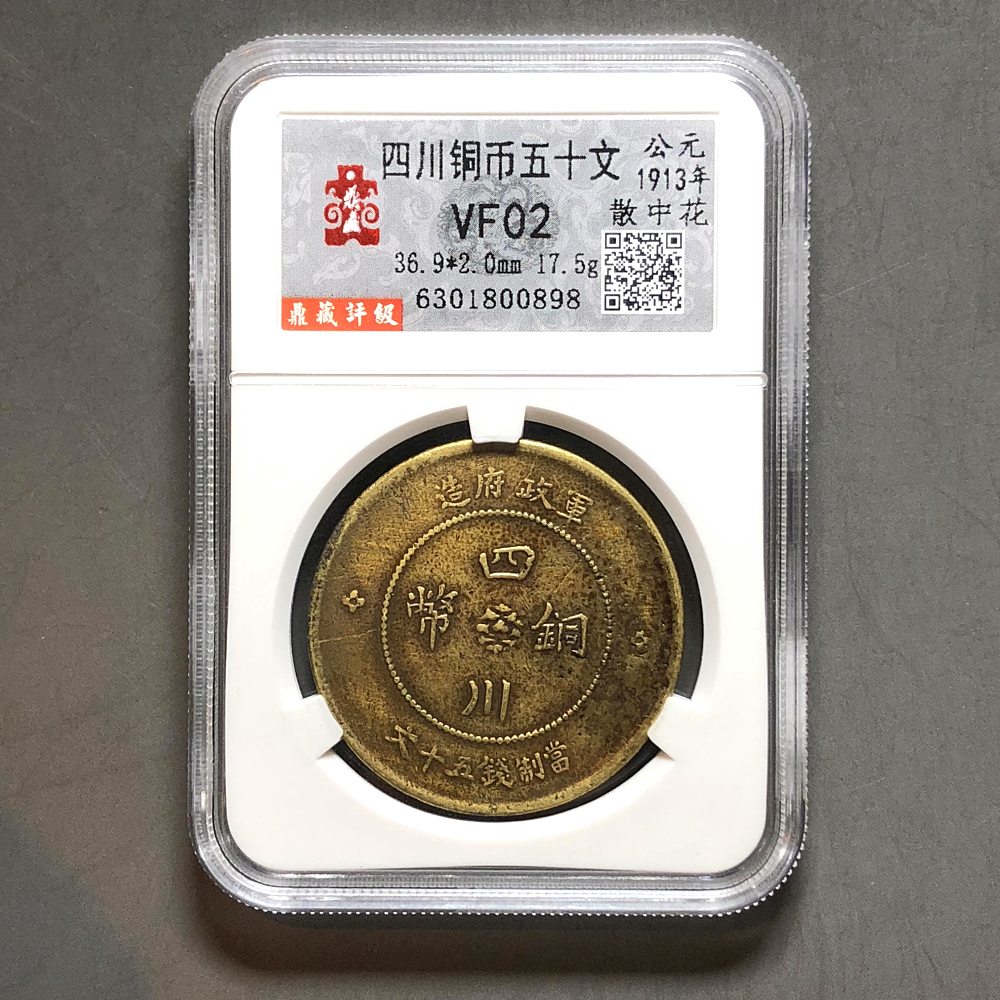 四川铜币五十文
公元
1913年
散中花
VF02
36.9*2.0mm 17.5g
6301800898
鼎藏評級
軍政府造
四川
銅幣
當制錢五十文